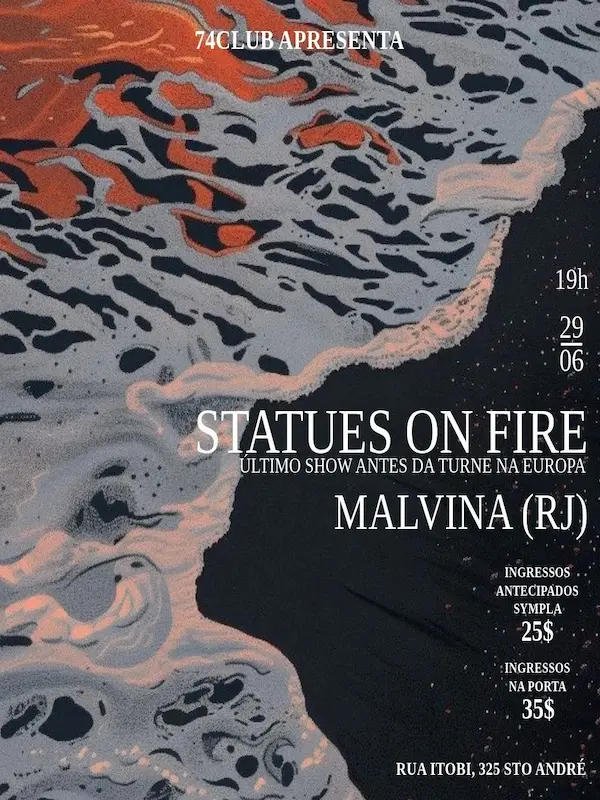 74CLUB APRESENTA
19h
29
06
STATUES ON FIRE
ÚLTIMO SHOW ANTES DA TURNE NA EUROPA
MALVINA (RJ)
INGRESSOS
ANTECIPADOS
SYMPLA
25$
INGRESSOS
NA PORTA
35$
RUA ITOBI, 325 STO ANDRÉ